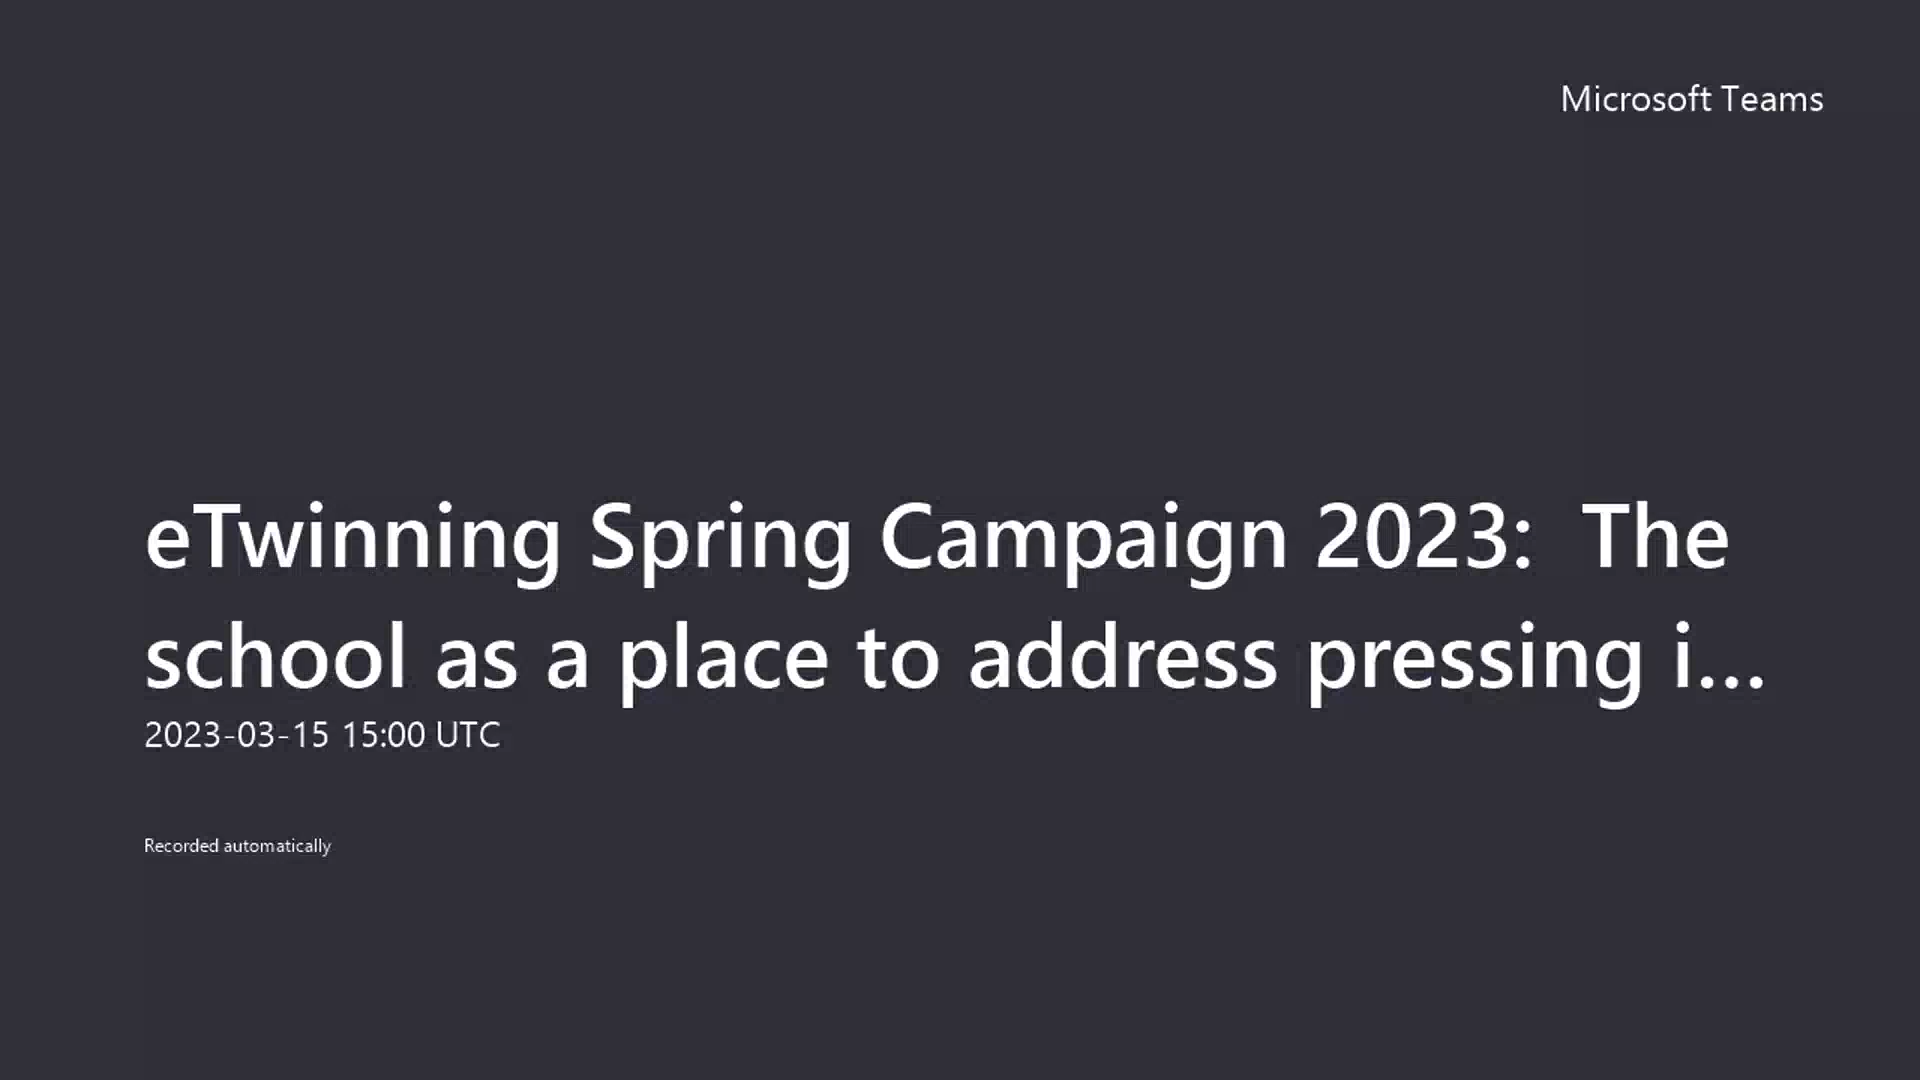 Microsoft Teams
eTwinning Spring Campaign 2023:  The
school as a place to address pressing i...
2023-03-15 15:00 UTC
Recorded automatically